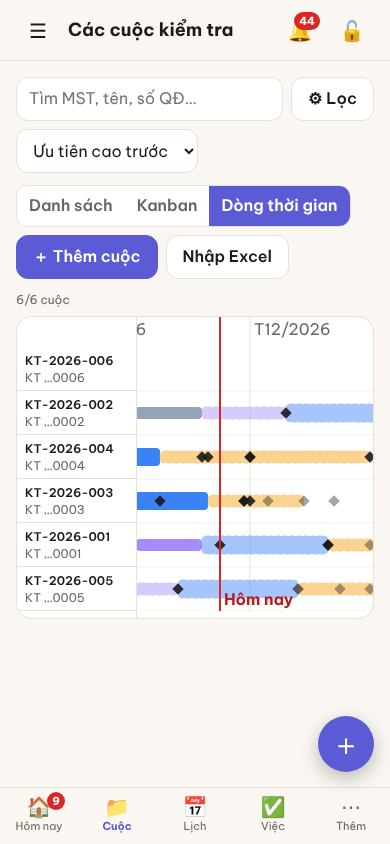 ☰ Các cuộc kiểm tra 44
Tìm MST, tên, số QĐ... ⚙ Lọc
Ưu tiên cao trước
Danh sách Kanban Dòng thời gian
+ Thêm cuộc Nhập Excel
6/6 cuộc
6 T12/2026
KT-2026-006
KT ...0006
KT-2026-002
KT ...0002
KT-2026-004
KT ...0004
KT-2026-003
KT ...0003
KT-2026-001
KT ...0001
KT-2026-005
KT ...0005
Hôm nay
+
9
Hôm nay Cuộc Lịch Việc Thêm